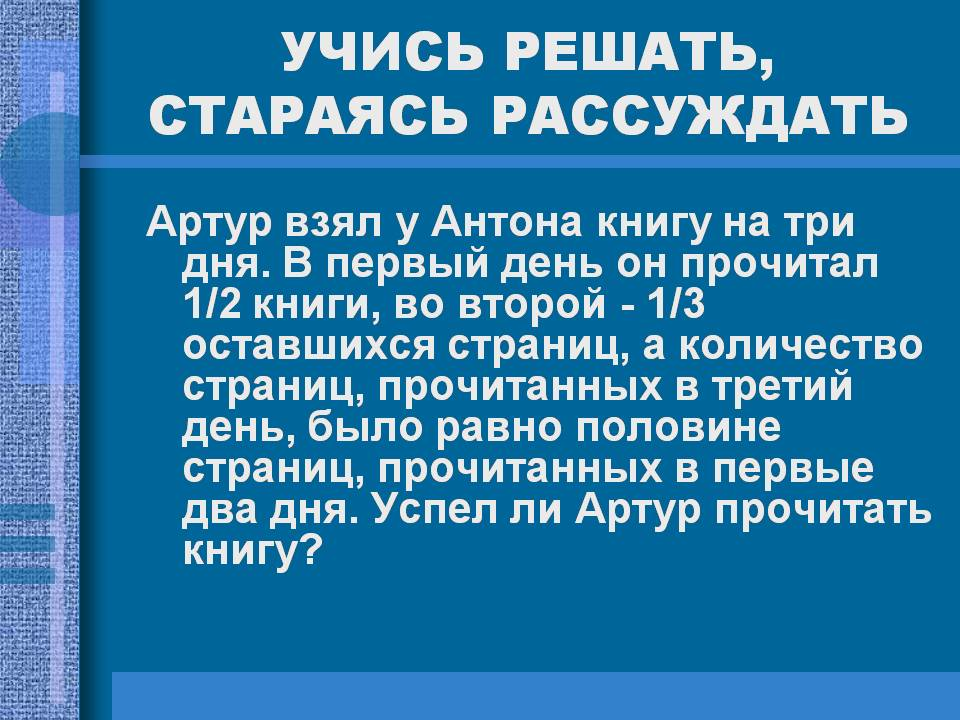 УЧИСЬ РЕШАТЬ,
СТАРАЯСЬ РАССУЖДАТЬ
Артур взял у Антона книгу на три
дня. В первый день он прочитал
1/2 книги, во второй - 1/3
оставшихся страниц, а количество
страниц, прочитанных в третий
день, было равно половине
страниц, прочитанных в первые
два дня. Успел ли Артур прочитать
книгу?